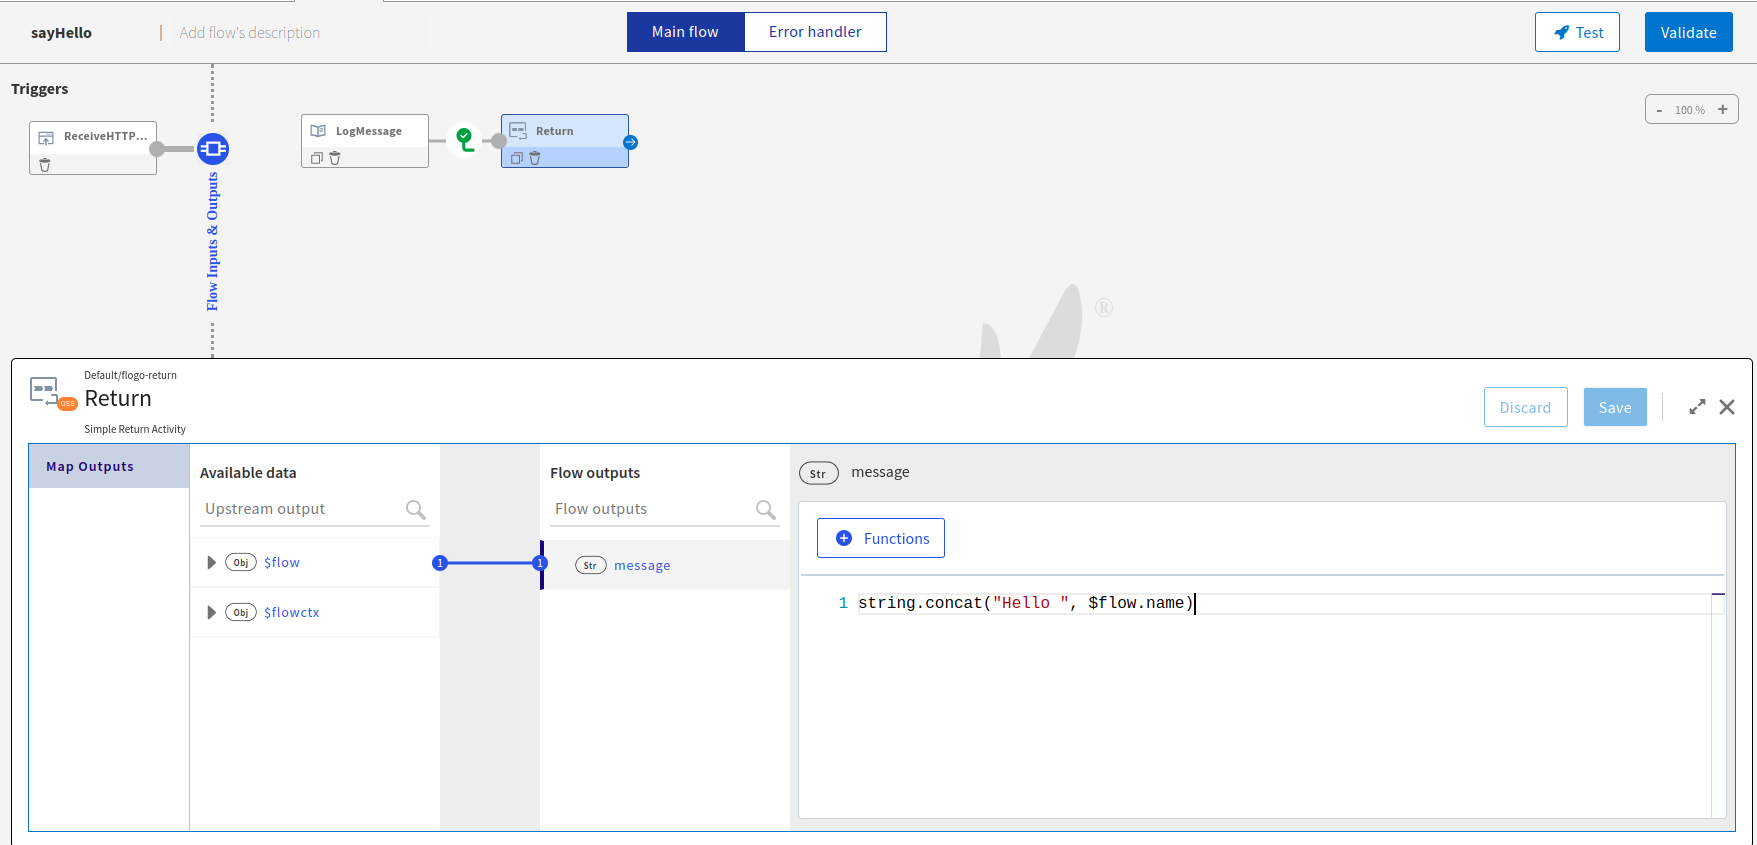 sayHello
Add flow's description
Main flow
Error handler
Test
Validate
Triggers
ReceiveHTTP...
LogMessage
Return
- 100 % +
Flow Inputs & Outputs
®
Default/flogo-return
oss
Return
Simple Return Activity
Discard
Save
Map Outputs
Available data
Upstream output
Obj $flow
Obj $flowctx
1
1
Flow outputs
Flow outputs
Str message
Str message
Functions
1 string.concat("Hello ", $flow.name)